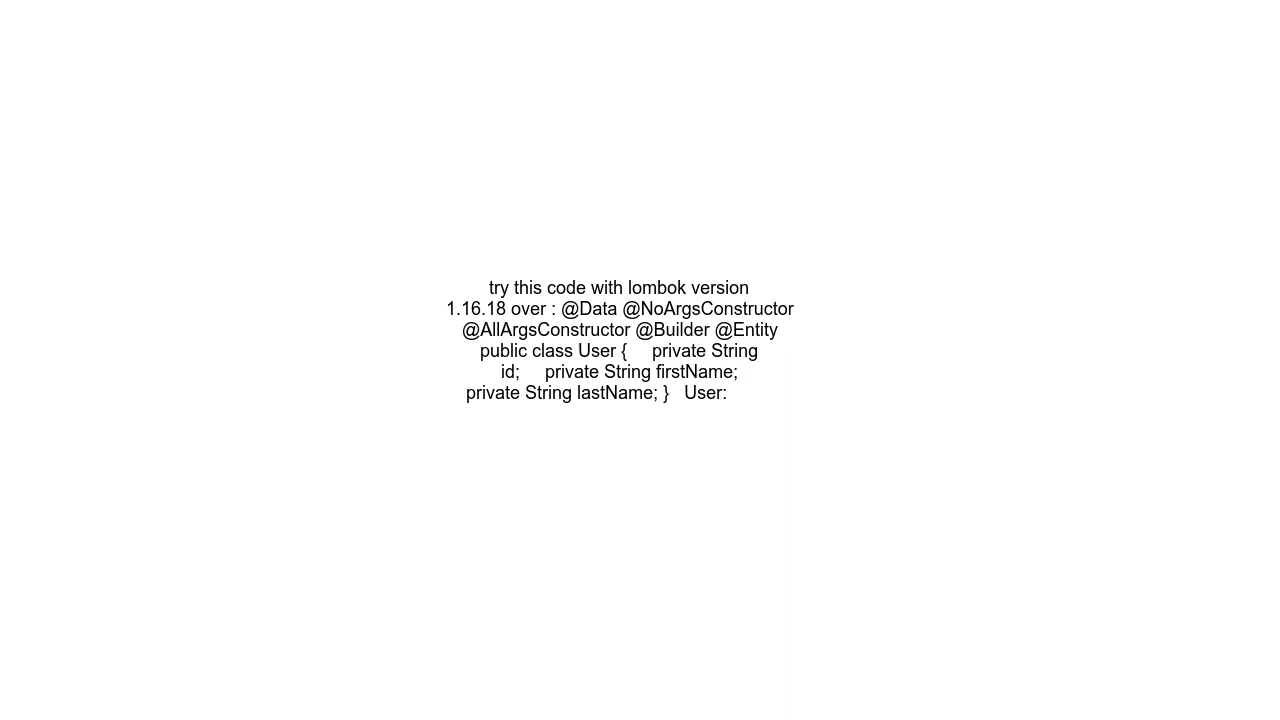 try this code with lombok version
1.16.18 over : @Data @NoArgsConstructor
@AllArgsConstructor @Builder @Entity
public class User {     private String
id;     private String firstName;
private String lastName; }   User: